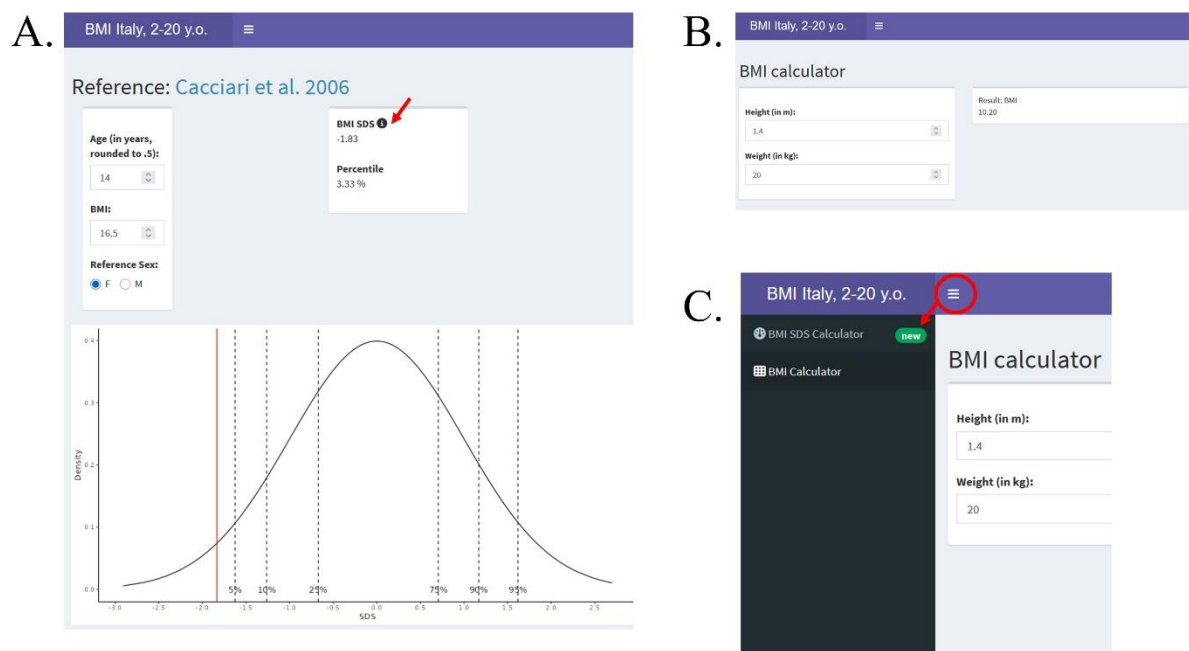 A.
BMI Italy, 2-20 y.o.
Reference: Cacciari et al. 2006
Age (in years,
rounded to .5):
14
BMI:
16.5
Reference Sex:
F M
BMI SDS
-1.83
Percentile
3.33 %
Density
0.4
0.3
0.2
0.1
0.0
5% 10% 25% 75% 90% 95%
-3.0 -2.5 -2.0 -1.5 -1.0 -0.5 0.0 0.5 1.0 1.5 2.0 2.5
SDS
B.
BMI Italy, 2-20 y.o.
BMI calculator
Height (in m):
1.4
Weight (in kg):
20
Result: BMI
10.20
C.
BMI Italy, 2-20 y.o.
BMI SDS Calculator new
BMI Calculator
BMI calculator
Height (in m):
1.4
Weight (in kg):
20